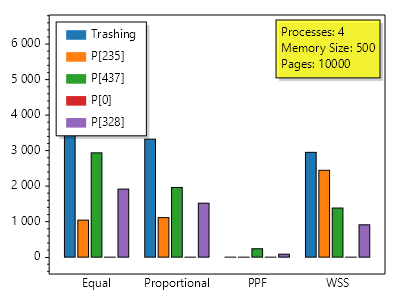 Trashing
P[235]
P[437]
P[0]
P[328]
Processes: 4
Memory Size: 500
Pages: 10000
6 000
5 000
4 000
3 000
2 000
1 000
0
Equal Proportional PPF WSS